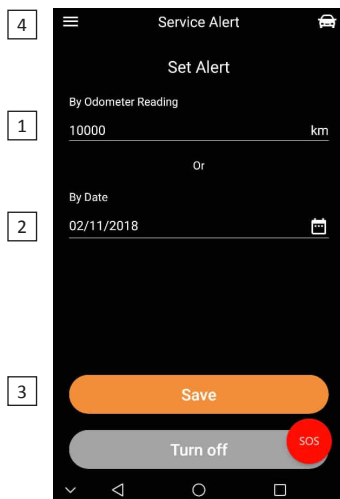 4
Service Alert
Set Alert
By Odometer Reading
1
10000 km
Or
By Date
2
02/11/2018
3
Save
SOS
Turn off